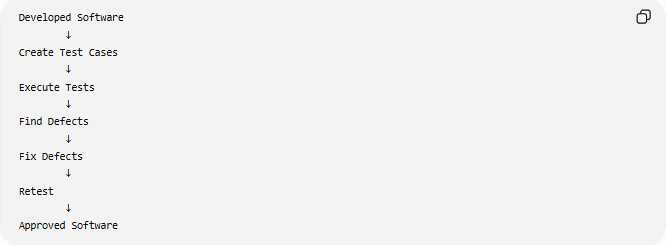 Developed Software
↓
Create Test Cases
↓
Execute Tests
↓
Find Defects
↓
Fix Defects
↓
Retest
↓
Approved Software